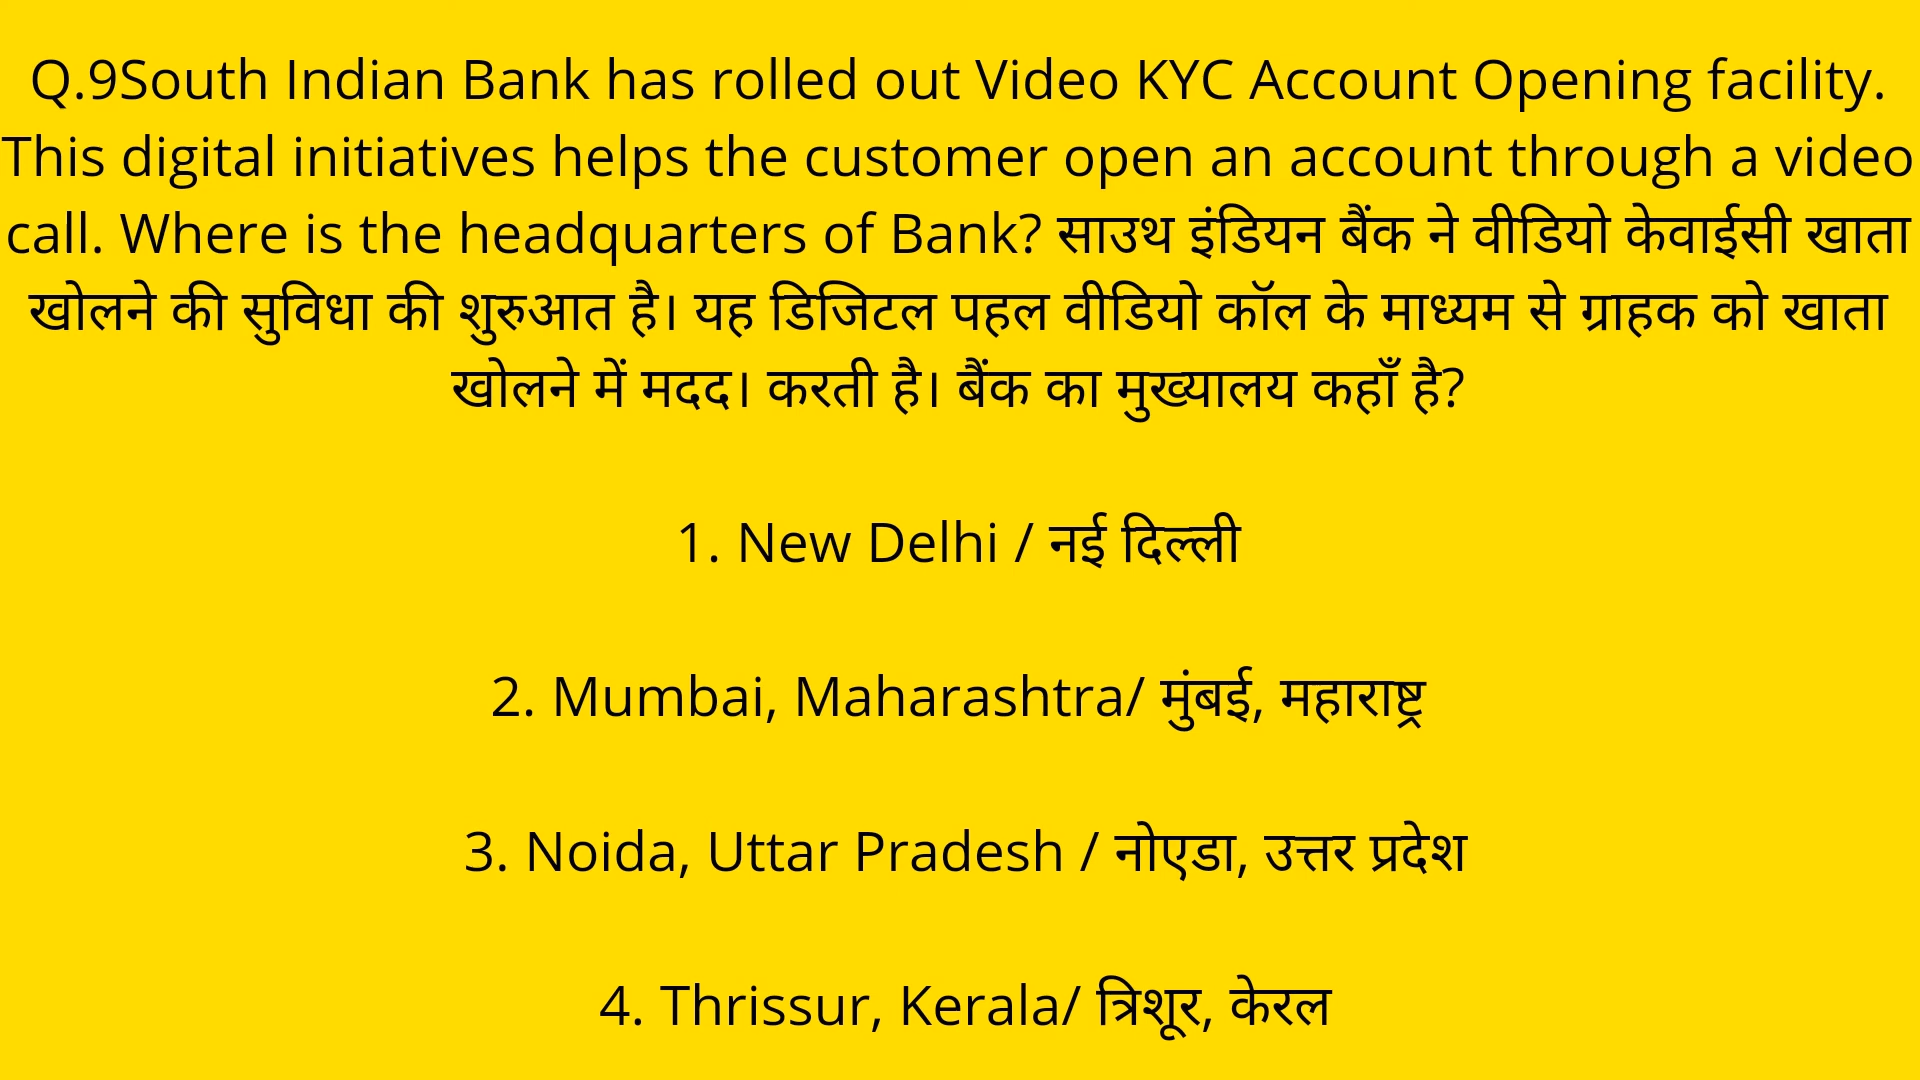 Q.9South Indian Bank has rolled out Video KYC Account Opening facility.
This digital initiatives helps the customer open an account through a video
call. Where is the headquarters of Bank? साउथ इंडियन बैंक ने वीडियो केवाईसी खाता
खोलने की सुविधा की शुरुआत है। यह डिजिटल पहल वीडियो कॉल के माध्यम से ग्राहक को खाता
खोलने में मदद। करती है। बैंक का मुख्यालय कहाँ है?
1. New Delhi / नई दिल्ली
2. Mumbai, Maharashtra/ मुंबई, महाराष्ट्र
3. Noida, Uttar Pradesh / नोएडा, उत्तर प्रदेश
4. Thrissur, Kerala/ त्रिशूर, केरल